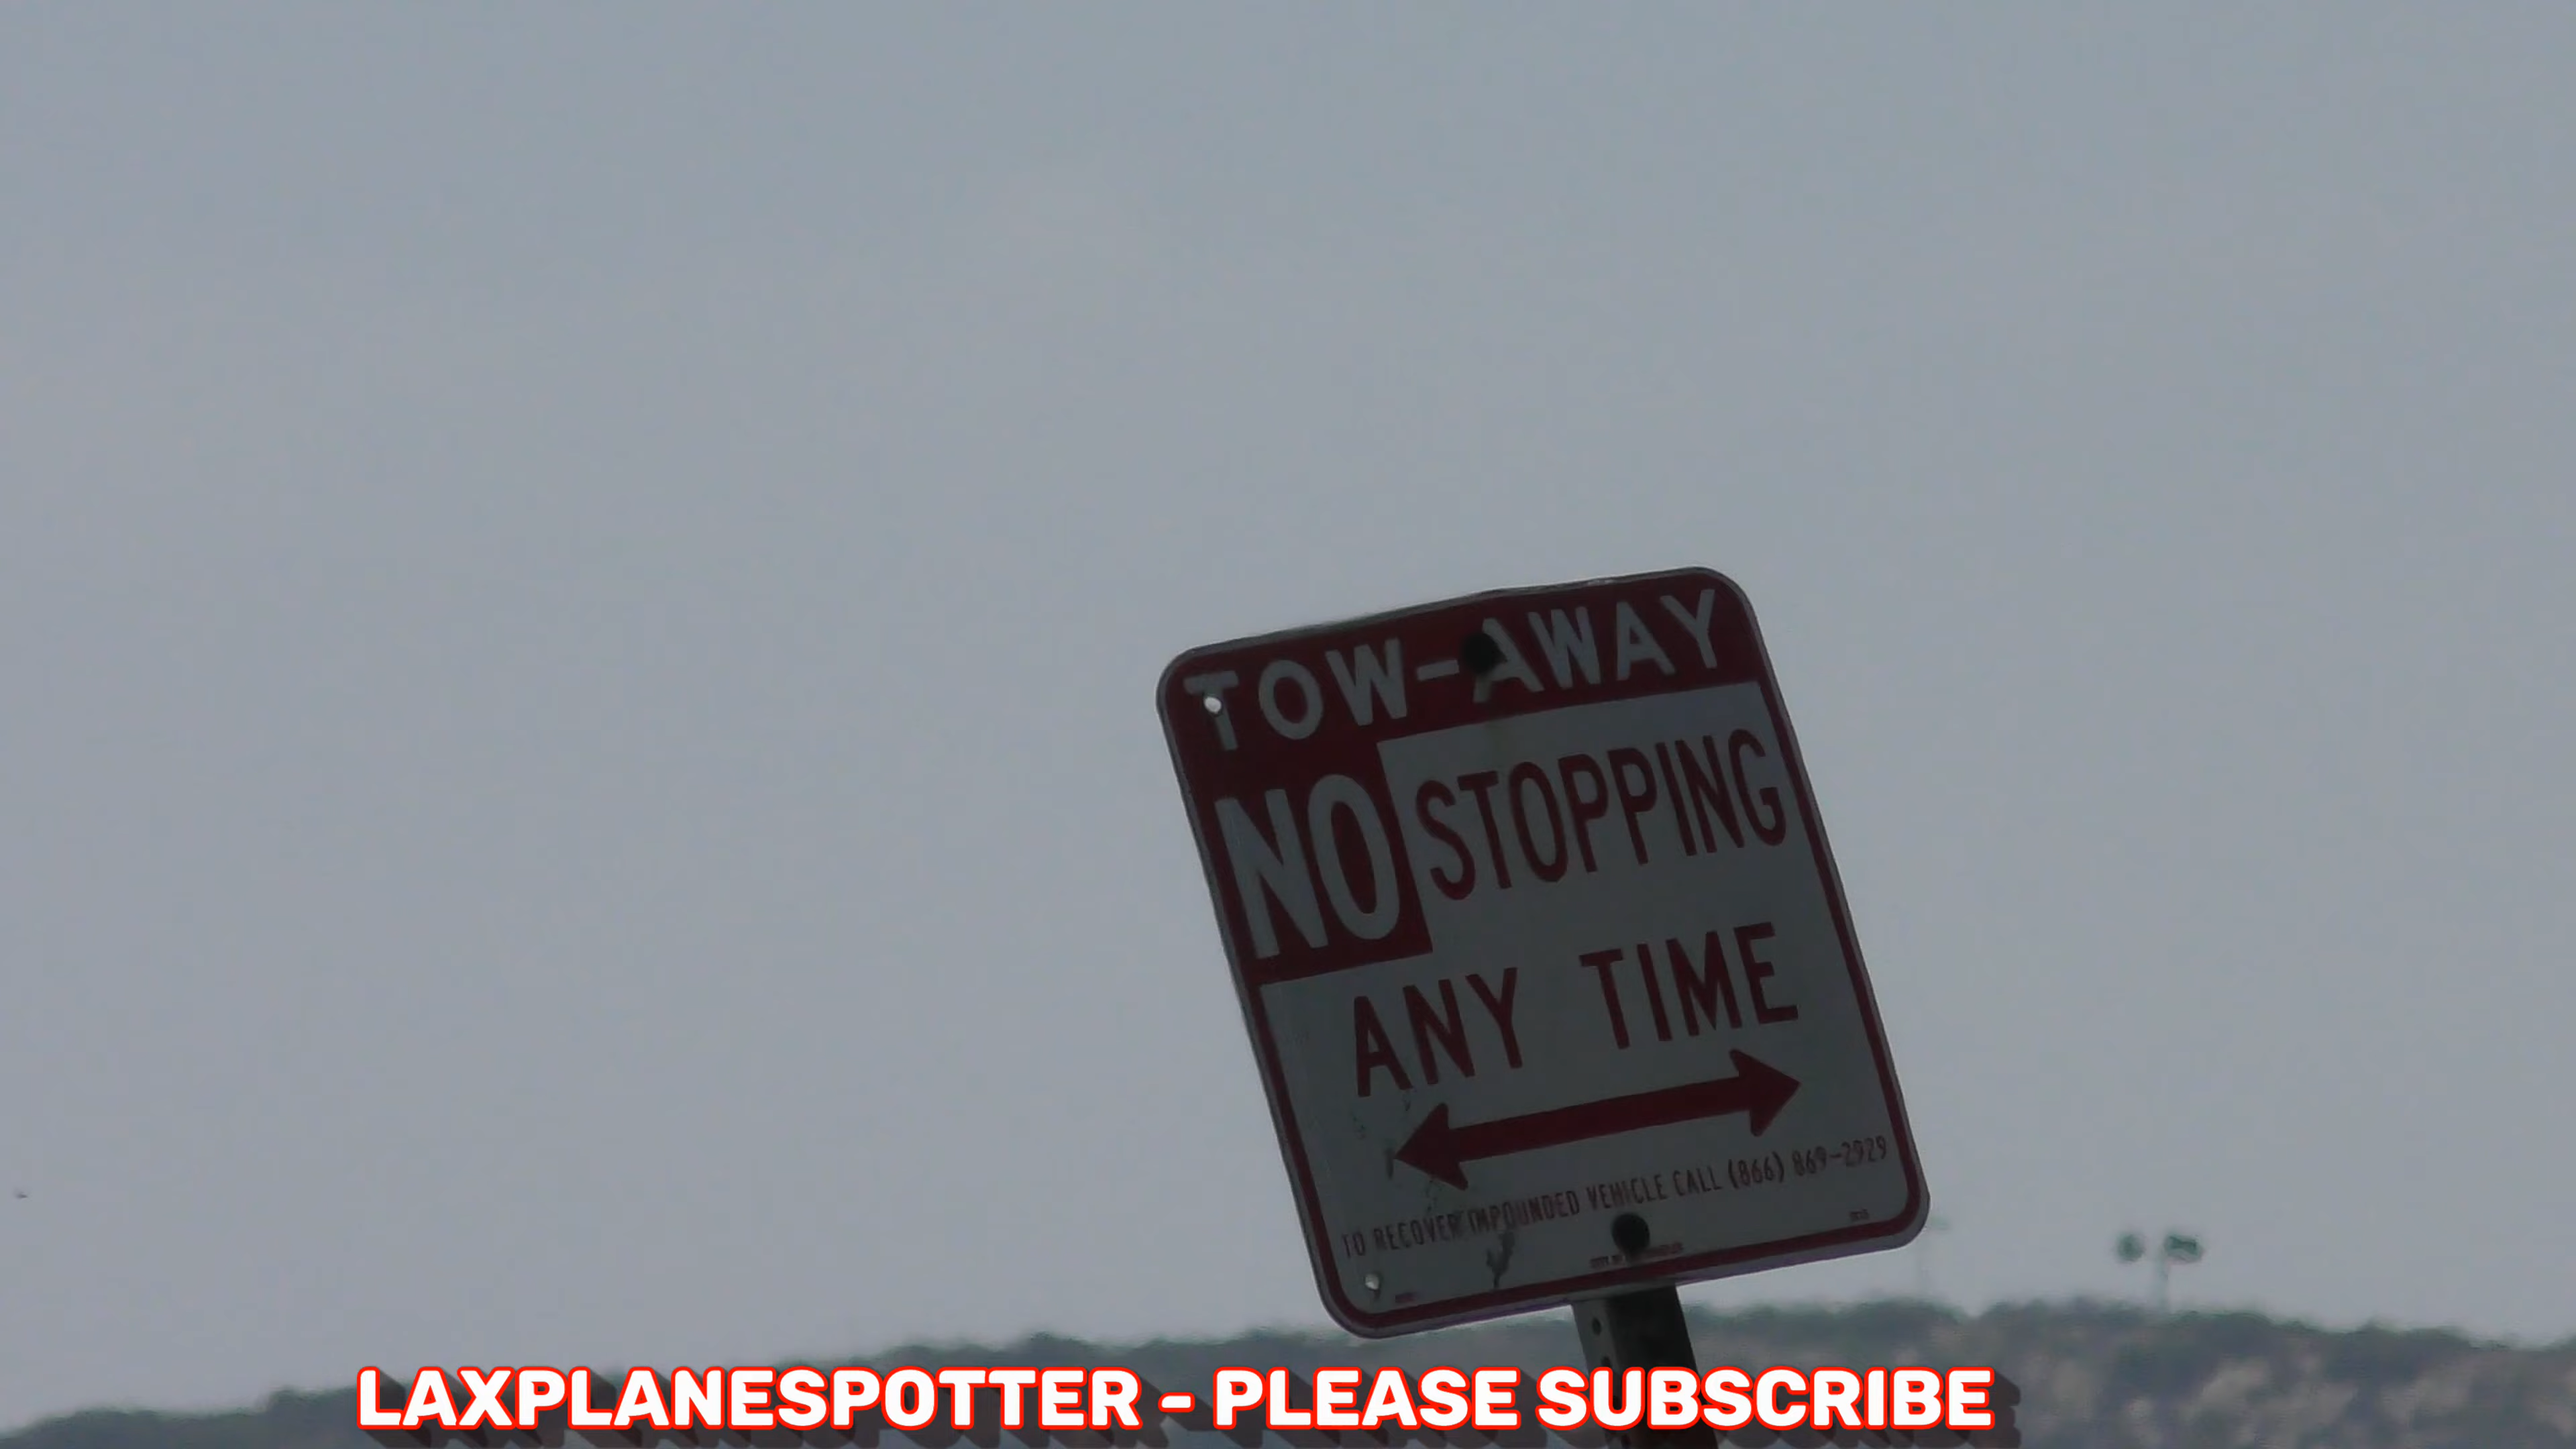 TOW-AWAY
NO STOPPING
ANY TIME
TO RECOVER IMPOUNDED VEHICLE CALL (866) 869-2929
LAXPLANESPOTTER - PLEASE SUBSCRIBE